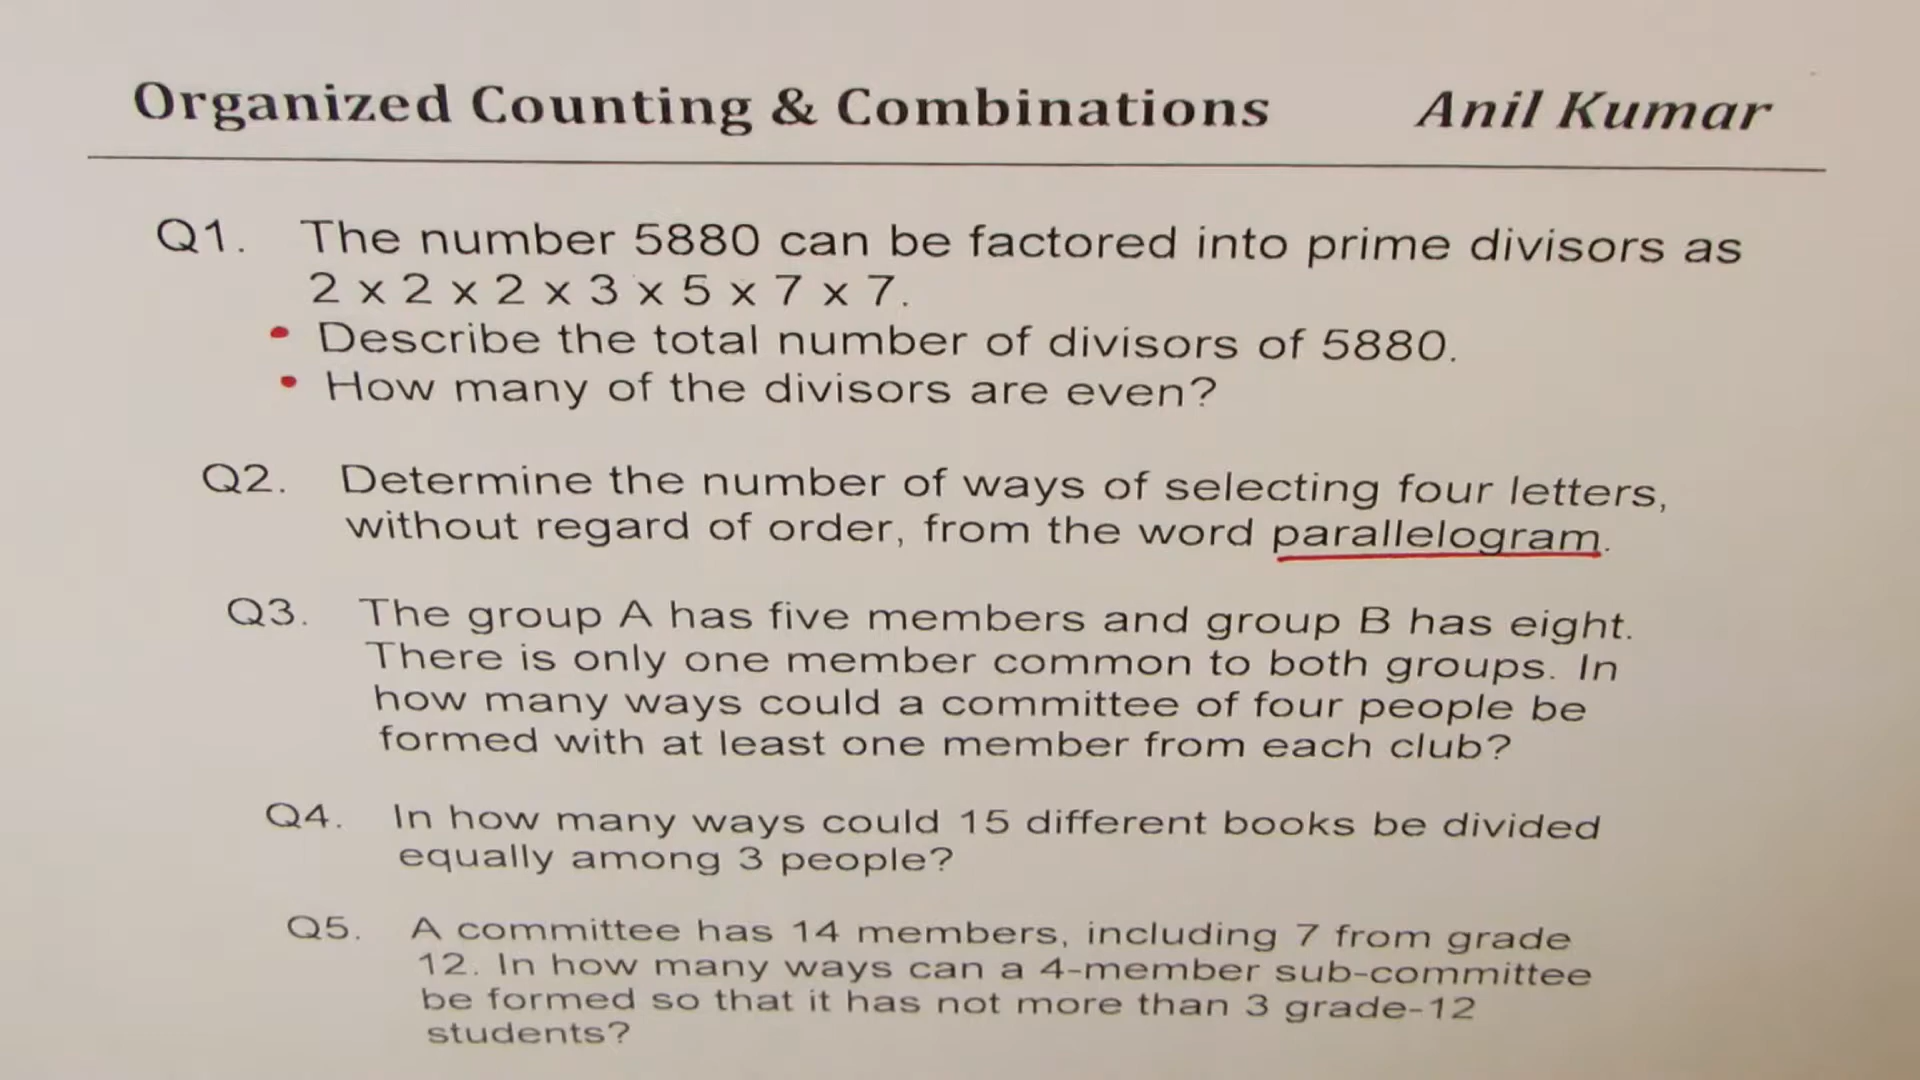 Organized Counting & Combinations Anil Kumar
Q1. The number 5880 can be factored into prime divisors as
2 x 2 x 2 x 3 x 5 x 7 x 7.
• Describe the total number of divisors of 5880.
• How many of the divisors are even?
Q2. Determine the number of ways of selecting four letters,
without regard of order, from the word parallelogram.
Q3. The group A has five members and group B has eight.
There is only one member common to both groups. In
how many ways could a committee of four people be
formed with at least one member from each club?
Q4. In how many ways could 15 different books be divided
equally among 3 people?
Q5. A committee has 14 members, including 7 from grade
12. In how many ways can a 4-member sub-committee
be formed so that it has not more than 3 grade-12
students?